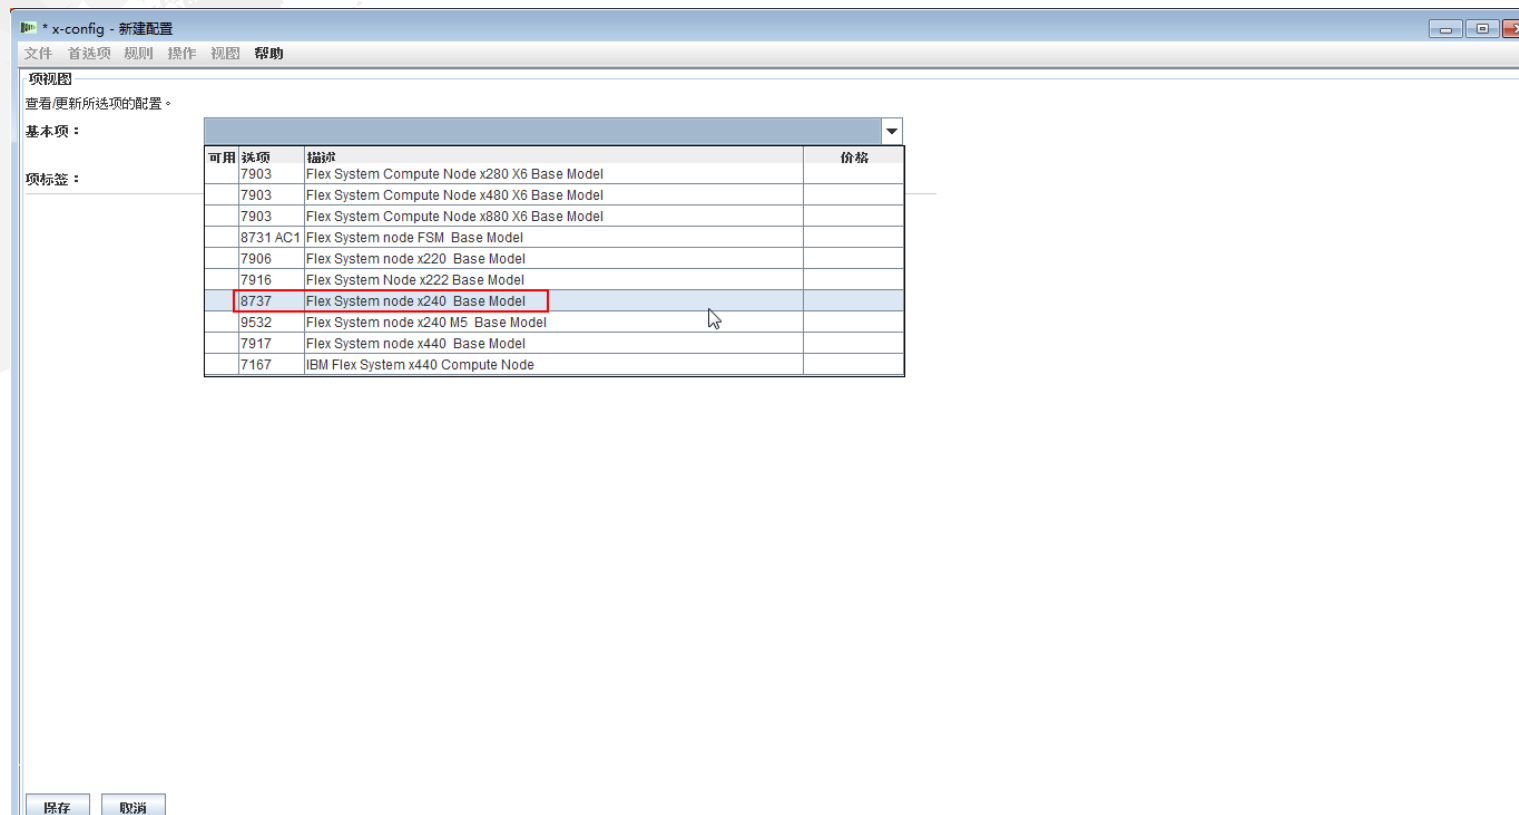 * x-config - 新建配置
文件 首选项 规则 操作 视图 帮助
项视图
查看/更新所选项的配置。
基本项：
可用 选项 描述 价格
7903 Flex System Compute Node x280 X6 Base Model
项标签：
7903 Flex System Compute Node x480 X6 Base Model
7903 Flex System Compute Node x880 X6 Base Model
8731 AC1 Flex System node FSM Base Model
7906 Flex System node x220 Base Model
7916 Flex System Node x222 Base Model
8737 Flex System node x240 Base Model
9532 Flex System node x240 M5 Base Model
7917 Flex System node x440 Base Model
7167 IBM Flex System x440 Compute Node
保存 取消